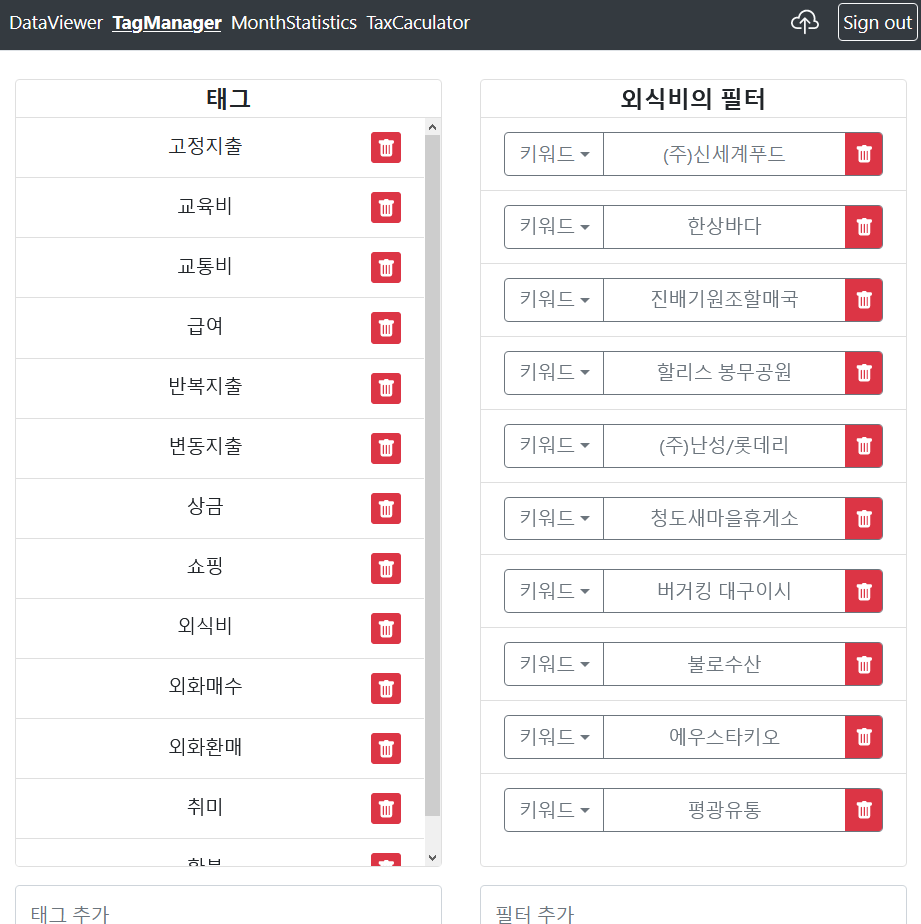 DataViewer TagManager MonthStatistics TaxCaculator Sign out
태그
고정지출
교육비
교통비
급여
반복지출
변동지출
상금
쇼핑
외식비
외화매수
외화환매
취미
태그 추가
외식비의 필터
키워드 (주)신세계푸드
키워드 한상바다
키워드 진배기원조할매국
키워드 할리스 봉무공원
키워드 (주)난성/롯데리
키워드 청도새마을휴게소
키워드 버거킹 대구이시
키워드 불로수산
키워드 에우스타키오
키워드 평광유통
필터 추가